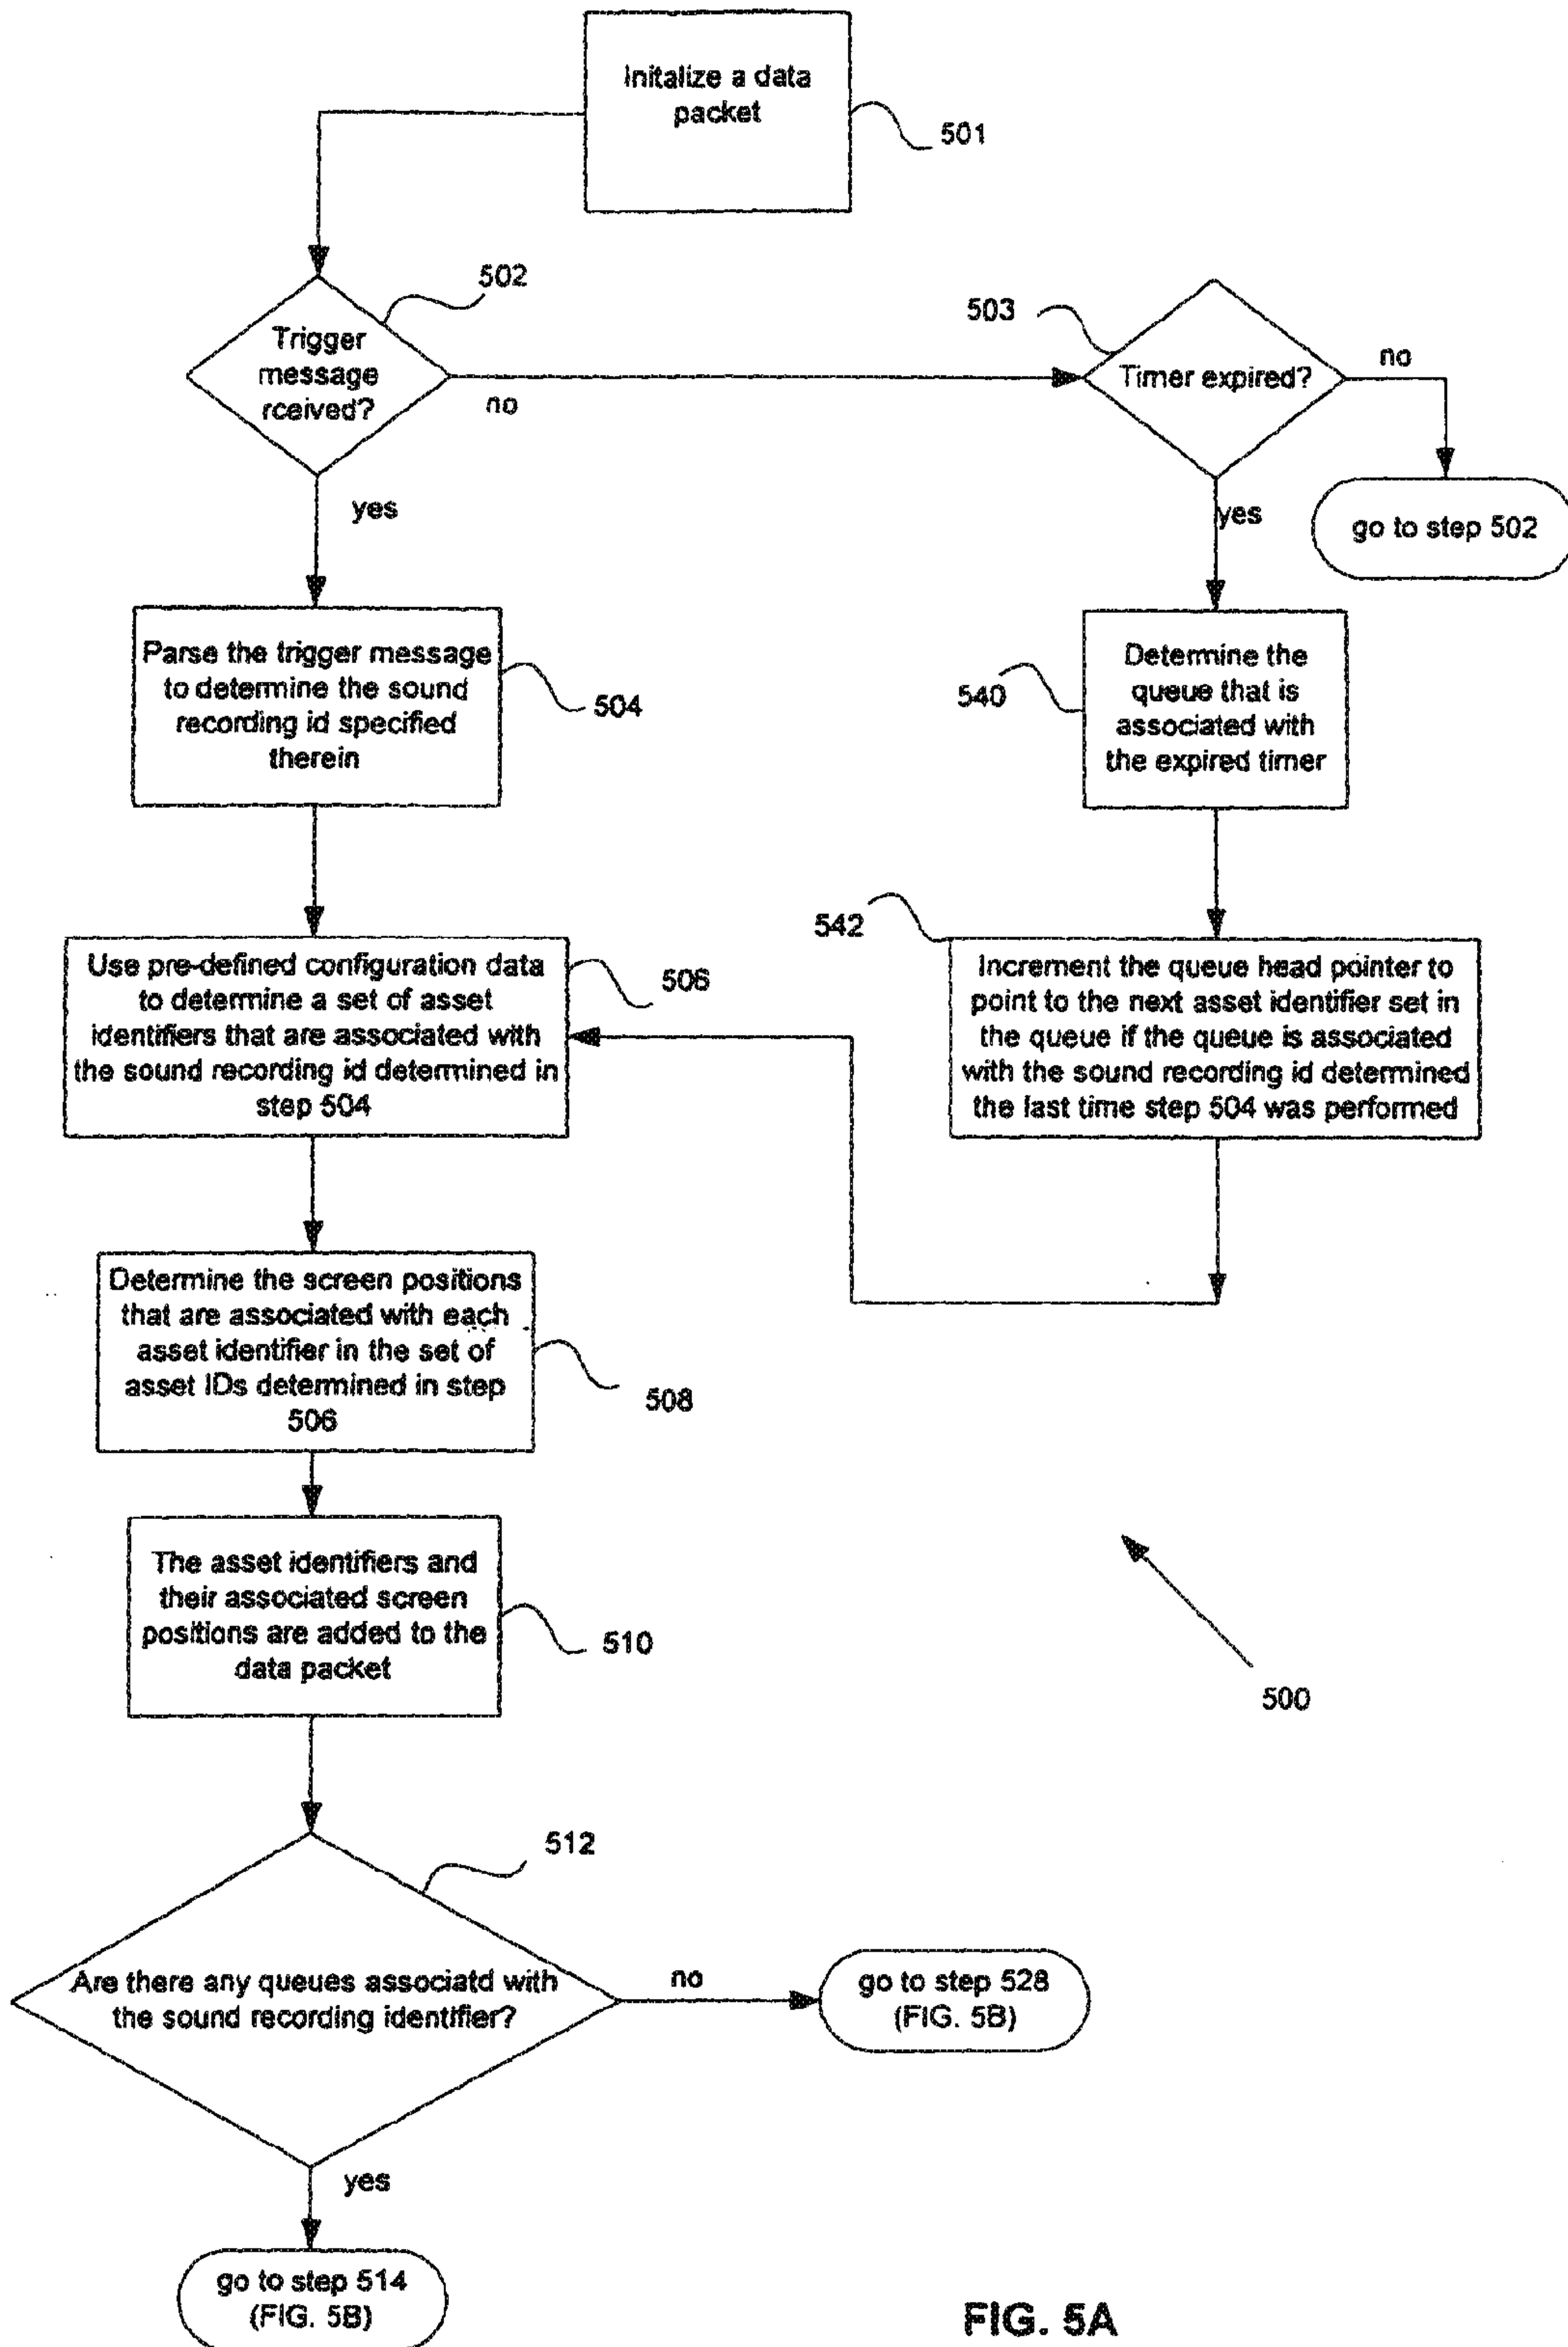 Initalize a data
packet
501
502
Trigger
message
rceived?
no
503
Timer expired?
no
go to step 502
yes
yes
Parse the trigger message
to determine the sound
recording id specified
therein
504
540
Determine the
queue that is
associated with
the expired timer
Use pre-defined configuration data
to determine a set of asset
identifiers that are associated with
the sound recording id determined in
step 504
506
542
Increment the queue head pointer to
point to the next asset identifier set in
the queue if the queue is associated
with the sound recording id determined
the last time step 504 was performed
Determine the screen positions
that are associated with each
asset identifier in the set of
asset IDs determined in step
506
508
The asset identifiers and
their associated screen
positions are added to the
data packet
510
500
512
Are there any queues associatd with
the sound recording identifier?
no
go to step 528
(FIG. 5B)
yes
go to step 514
(FIG. 5B)
FIG. 5A